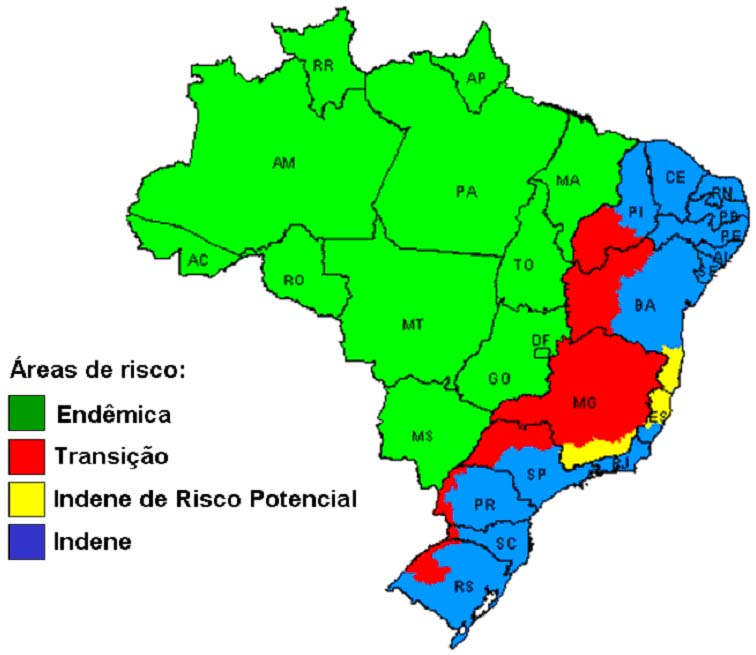 RR
AP
AM
PA
MA
CE
RN
PI
PB
PE
AC
TO
AL
SE
RO
BA
MT
DF
Áreas de risco:
GO
MG
Endêmica
ES
MS
Transição
RJ
SP
Indene de Risco Potencial
PR
Indene
SC
RS